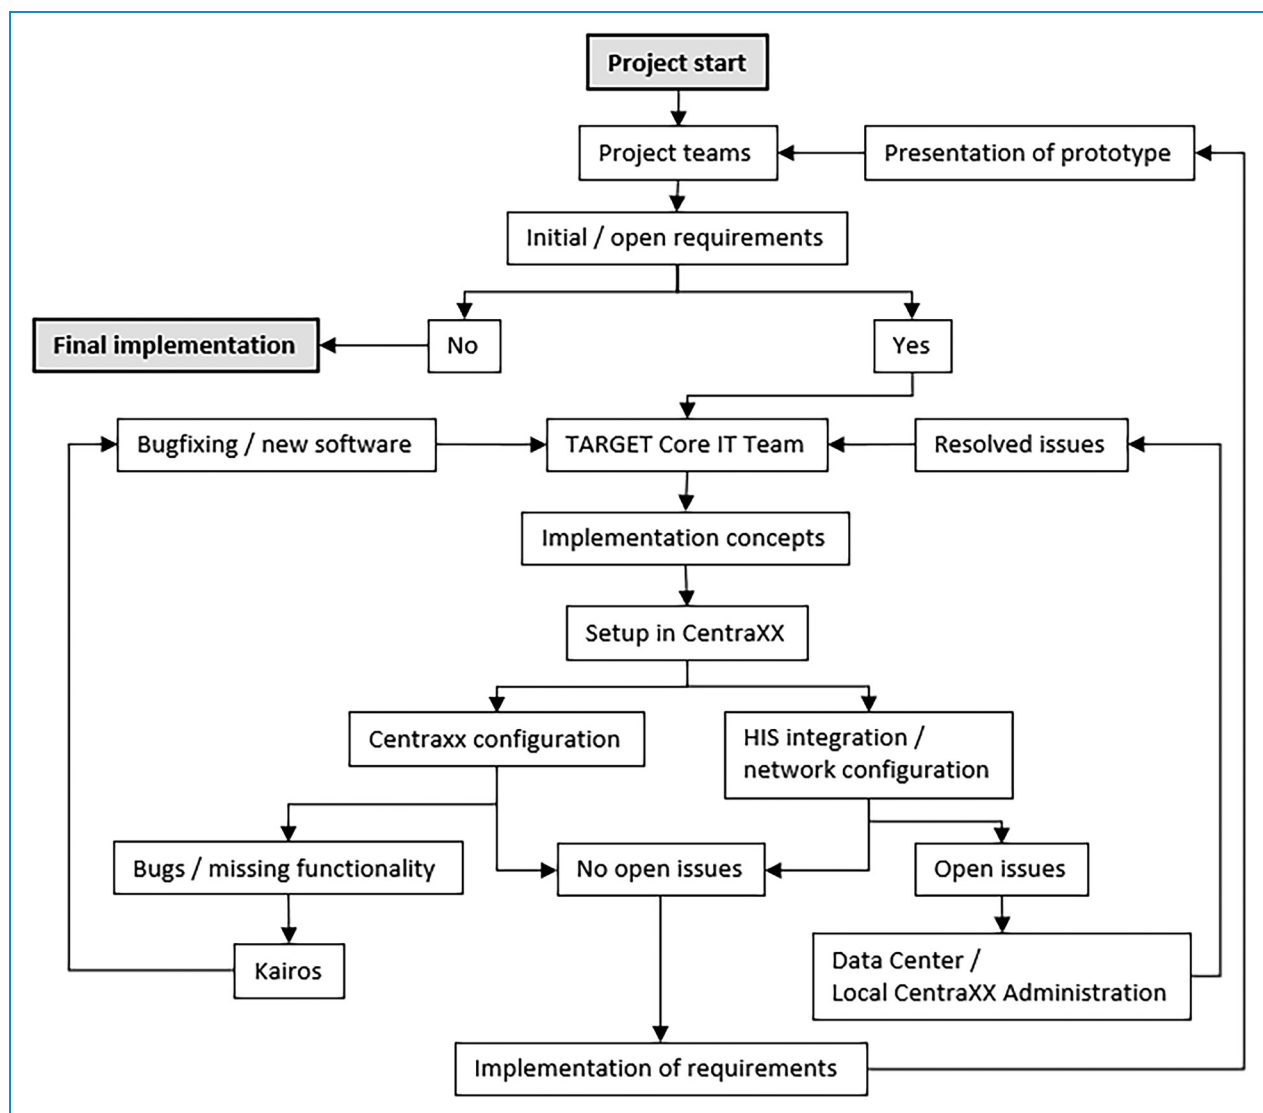 Project start
Project teams
Presentation of prototype
Initial / open requirements
Final implementation
No
Yes
Bugfixing / new software
TARGET Core IT Team
Resolved issues
Implementation concepts
Setup in CentraXX
Centraxx configuration
HIS integration /
network configuration
Bugs / missing functionality
No open issues
Open issues
Kairos
Data Center /
Local CentraXX Administration
Implementation of requirements